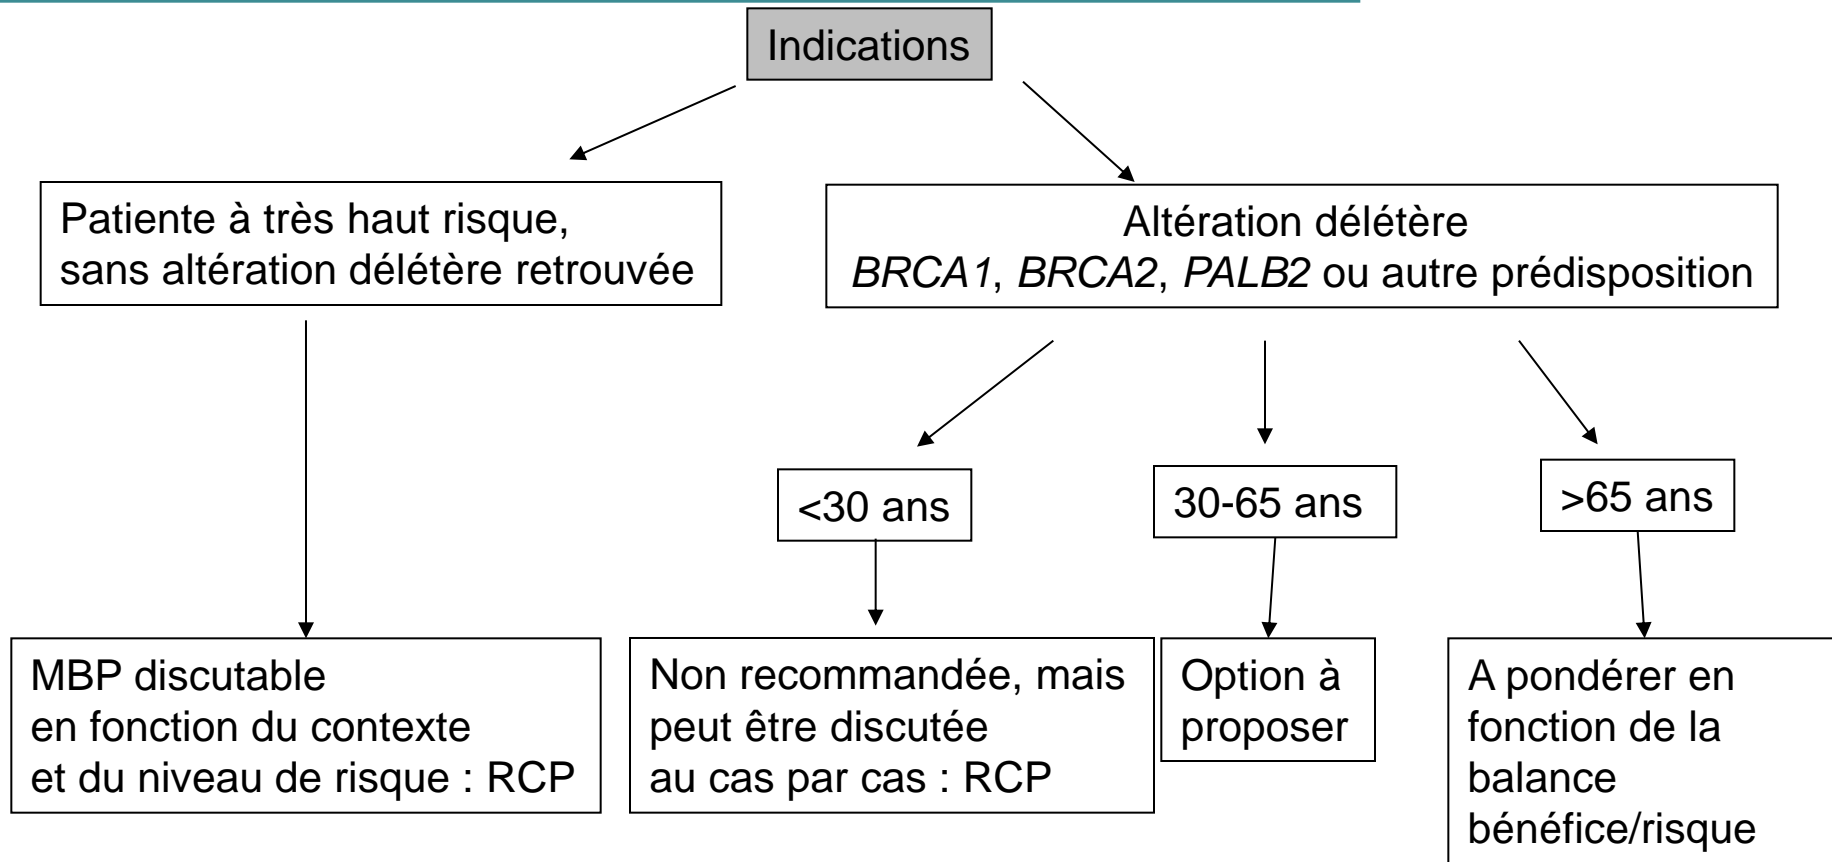 Indications
Patiente à très haut risque,
sans altération délétère retrouvée
Altération délétère
BRCA1, BRCA2, PALB2 ou autre prédisposition
<30 ans
30-65 ans
>65 ans
MBP discutable
en fonction du contexte
et du niveau de risque : RCP
Non recommandée, mais
peut être discutée
au cas par cas : RCP
Option à
proposer
A pondérer en
fonction de la
balance
bénéfice/risque